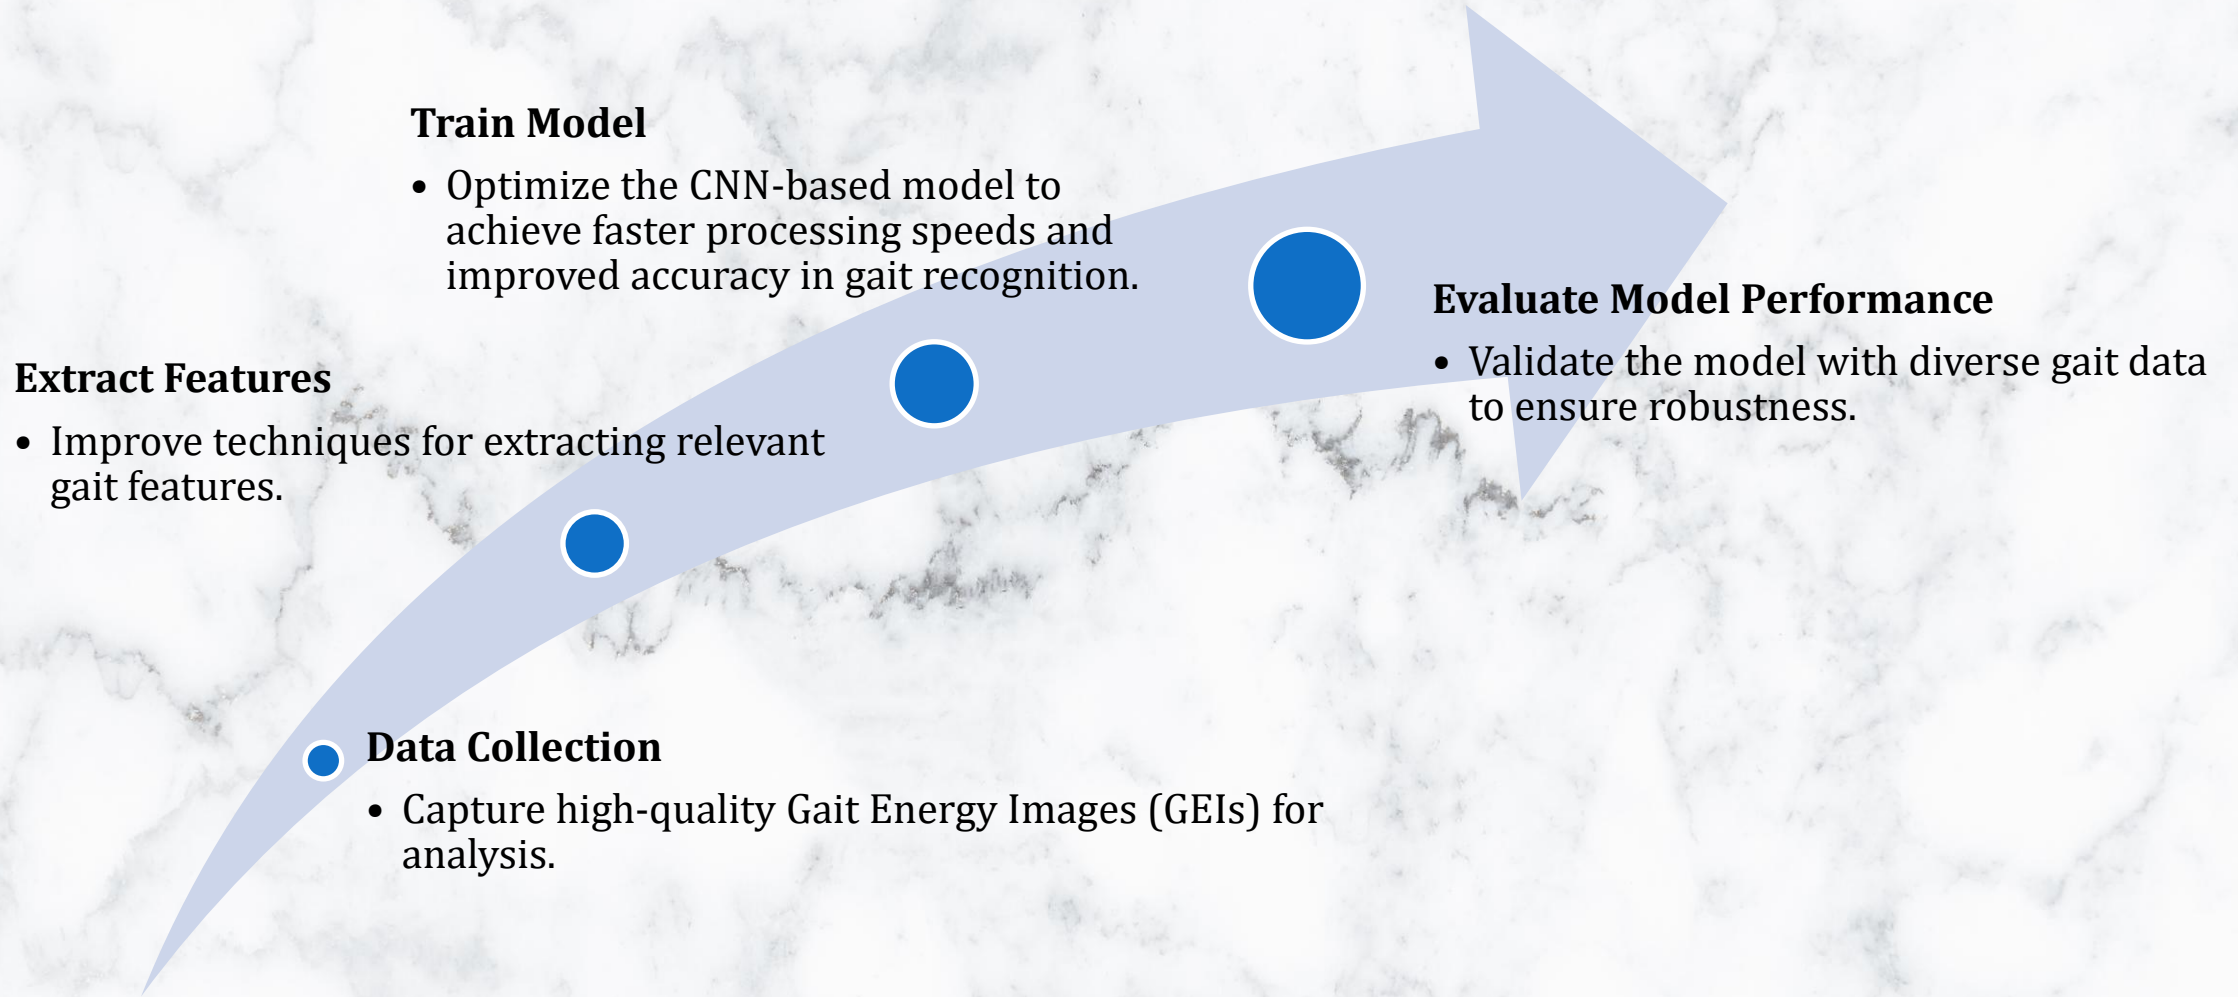 Train Model
• Optimize the CNN-based model to
achieve faster processing speeds and
improved accuracy in gait recognition.
Evaluate Model Performance
• Validate the model with diverse gait data
to ensure robustness.
Extract Features
• Improve techniques for extracting relevant
gait features.
Data Collection
• Capture high-quality Gait Energy Images (GEIs) for
analysis.